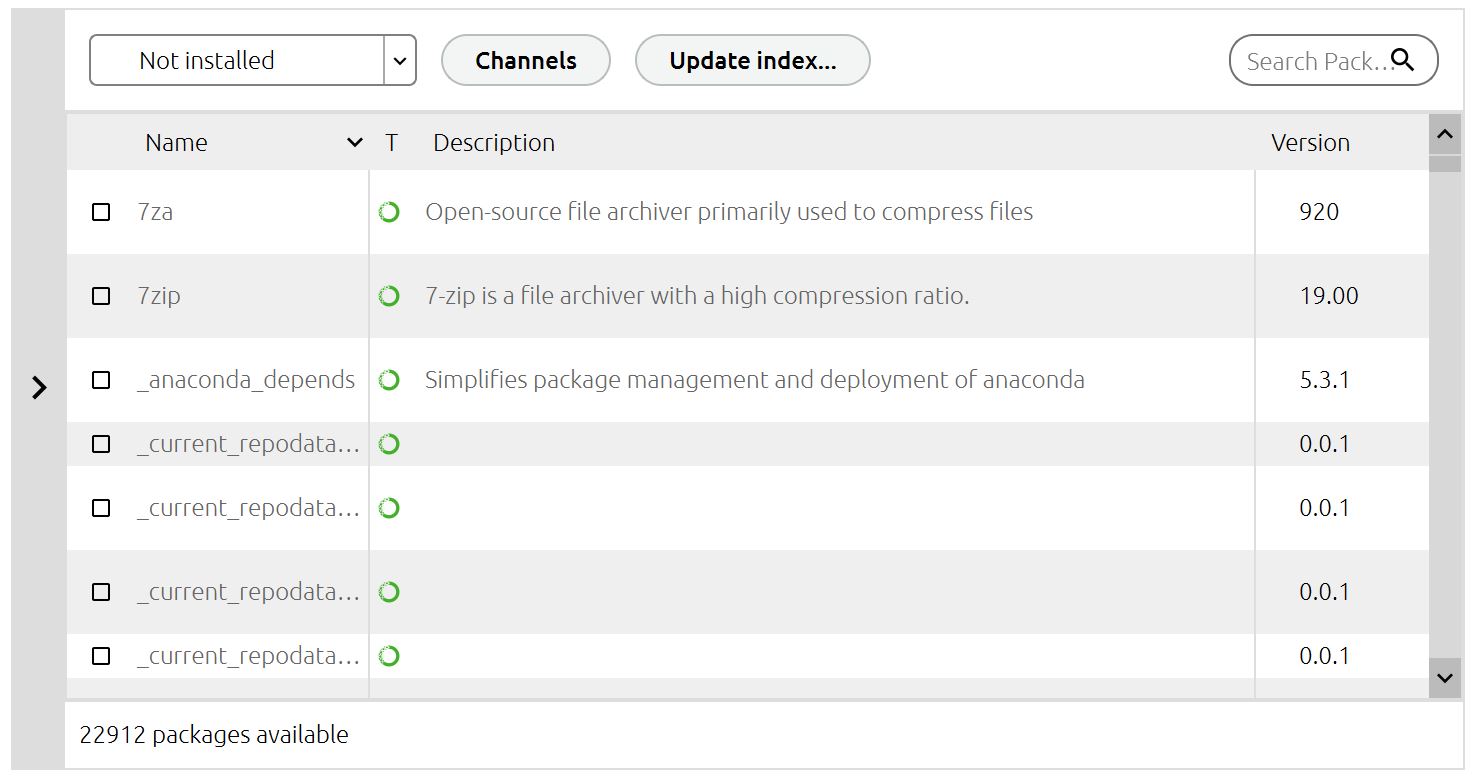 Not installed Channels Update index... Search Pack...
Name T Description Version
7za Open-source file archiver primarily used to compress files 920
7zip 7-zip is a file archiver with a high compression ratio. 19.00
_anaconda_depends Simplifies package management and deployment of anaconda 5.3.1
_current_repodata... 0.0.1
_current_repodata... 0.0.1
_current_repodata... 0.0.1
_current_repodata... 0.0.1
22912 packages available